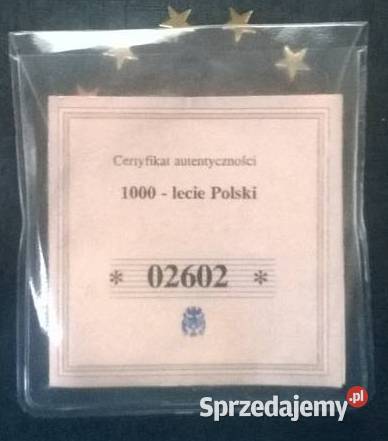 Certyfikat autentyczności
1000 - lecie Polski
* 02602 *
Sprzedajemy.pl